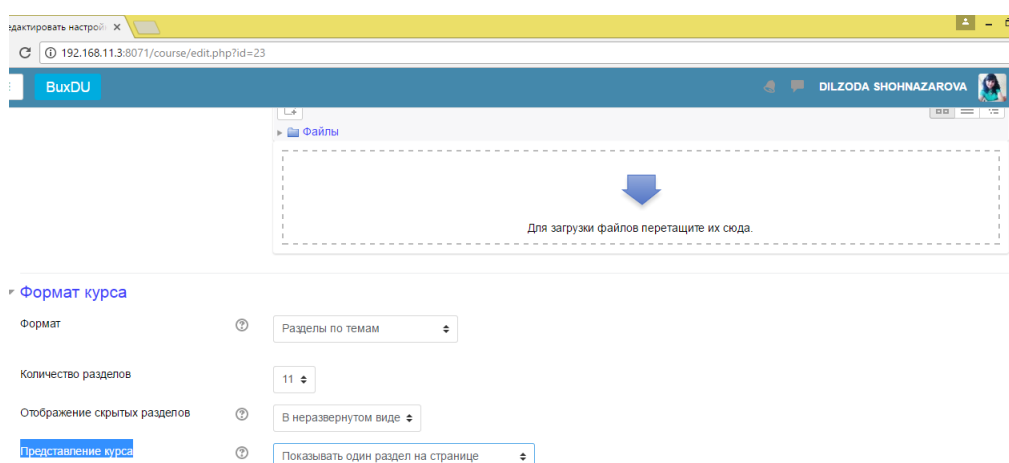 едактировать настрой
192.168.11.3:8071/course/edit.php?id=23
BuxDU
DILZODA SHOHNAZAROVA
Файлы
Для загрузки файлов перетащите их сюда.
Формат курса
Формат
Разделы по темам
Количество разделов
11
Отображение скрытых разделов
В неразвернутом виде
Представление курса
Показывать один раздел на странице